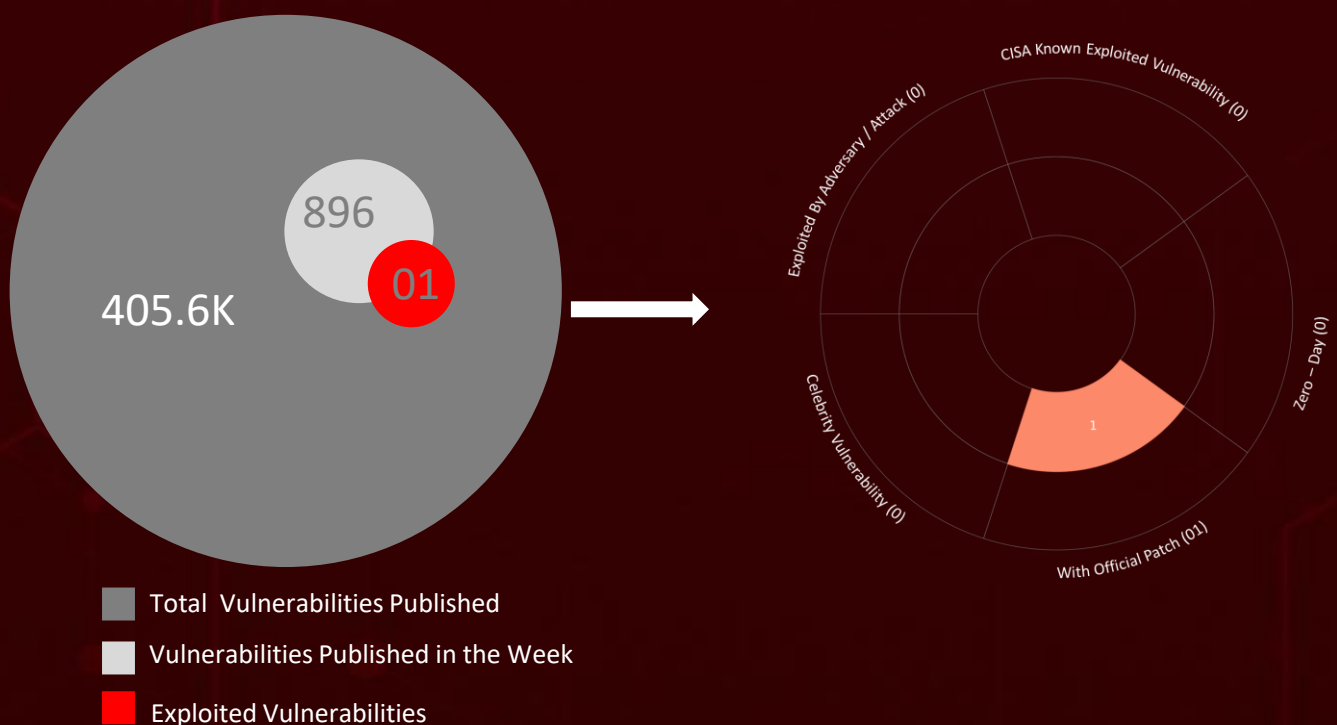 896
01
405.6K
Total Vulnerabilities Published
Vulnerabilities Published in the Week
Exploited Vulnerabilities
CISA Known Exploited Vulnerability (0)
Exploited By Adversary / Attack (0)
Zero – Day (0)
Celebrity Vulnerability (0)
1
With Official Patch (01)